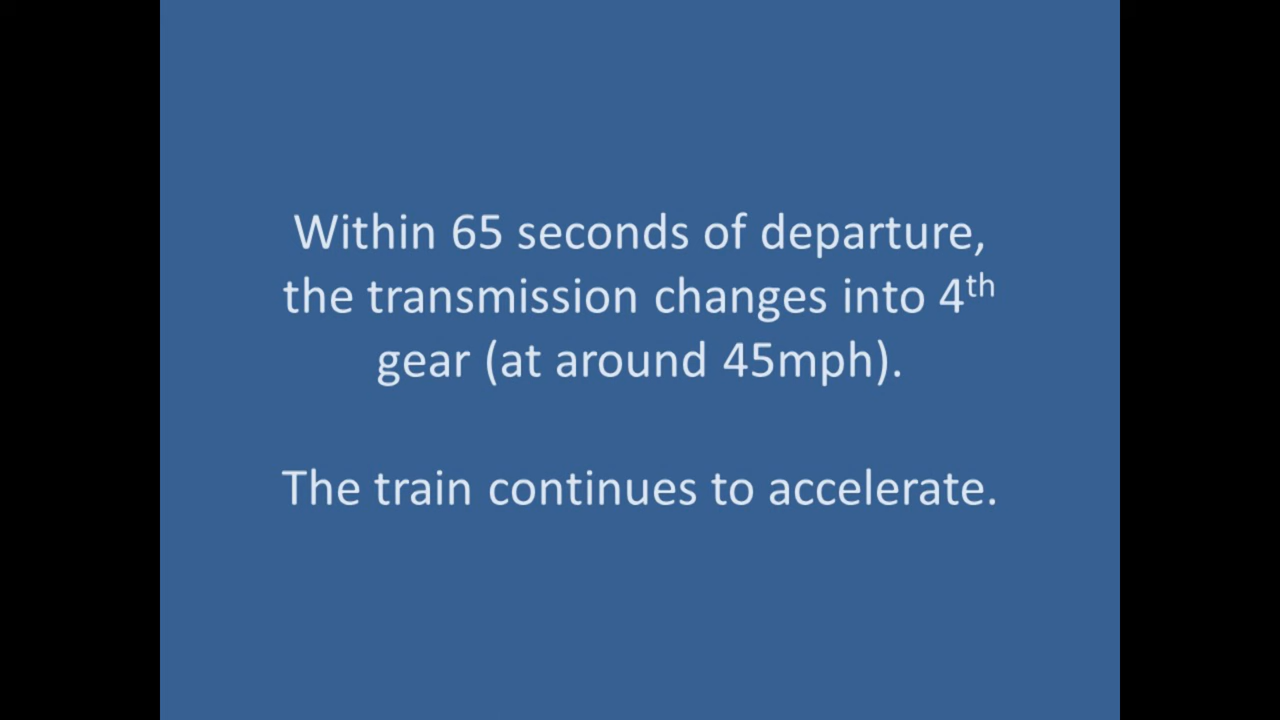 Within 65 seconds of departure,
the transmission changes into 4th
gear (at around 45mph).
The train continues to accelerate.